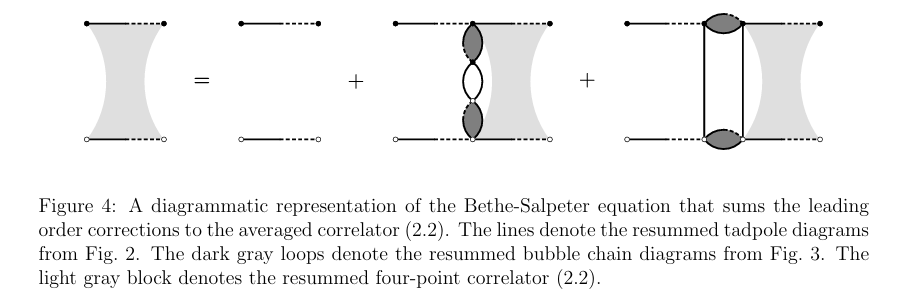 = + +
Figure 4: A diagrammatic representation of the Bethe-Salpeter equation that sums the leading
order corrections to the averaged correlator (2.2). The lines denote the resummed tadpole diagrams
from Fig. 2. The dark gray loops denote the resummed bubble chain diagrams from Fig. 3. The
light gray block denotes the resummed four-point correlator (2.2).